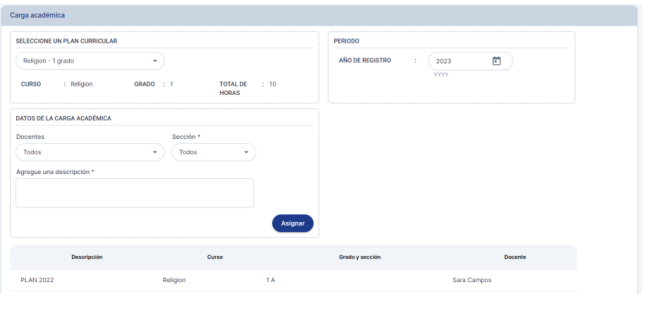 Carga académica
SELECCIONE UN PLAN CURRICULAR
Religion - 1 grado
CURSO : Religion GRADO : 1 TOTAL DE HORAS : 10
PERIODO
AÑO DE REGISTRO : 2023
YYYY
DATOS DE LA CARGA ACADÉMICA
Docentes Sección *
Todos Todos
Agregue una descripción *
Asignar
Descripción Curso Grado y sección Docente
PLAN 2022 Religion 1 A Sara Campos